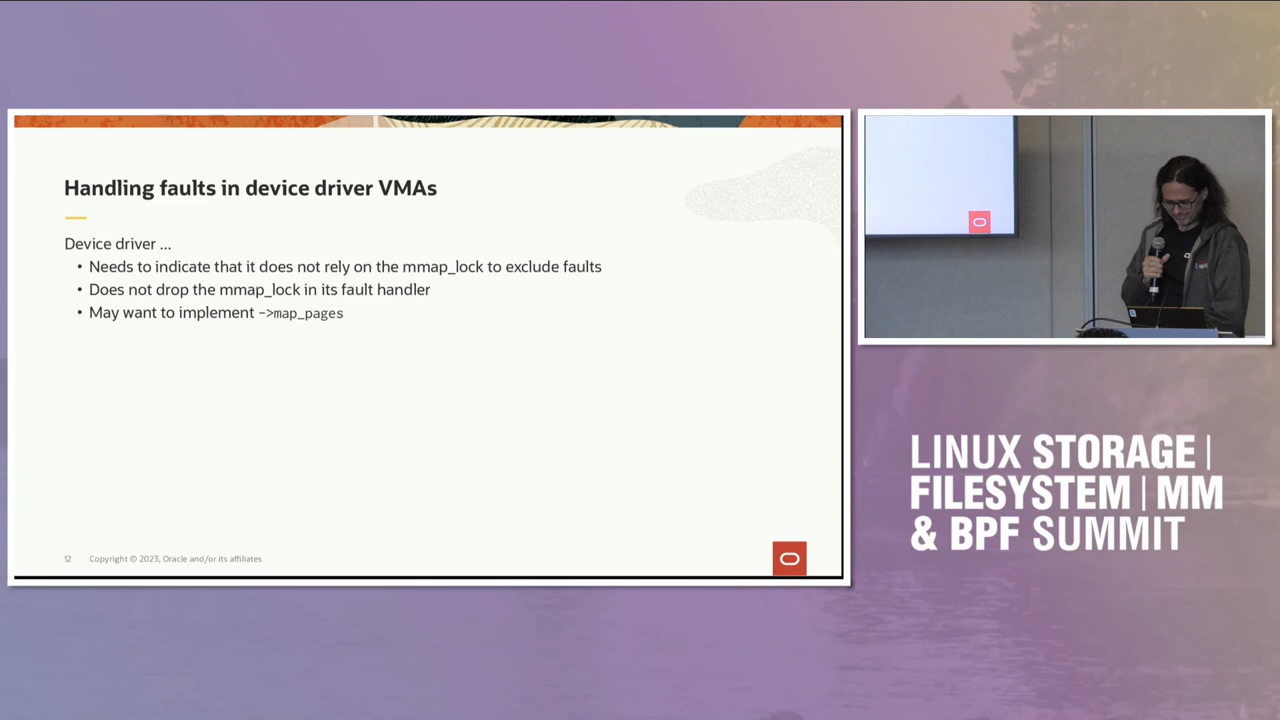 Handling faults in device driver VMAs
Device driver ...
• Needs to indicate that it does not rely on the mmap_lock to exclude faults
• Does not drop the mmap_lock in its fault handler
• May want to implement ->map_pages
12 Copyright © 2023, Oracle and/or its affiliates
LINUX STORAGE |
FILESYSTEM | MM
& BPF SUMMIT